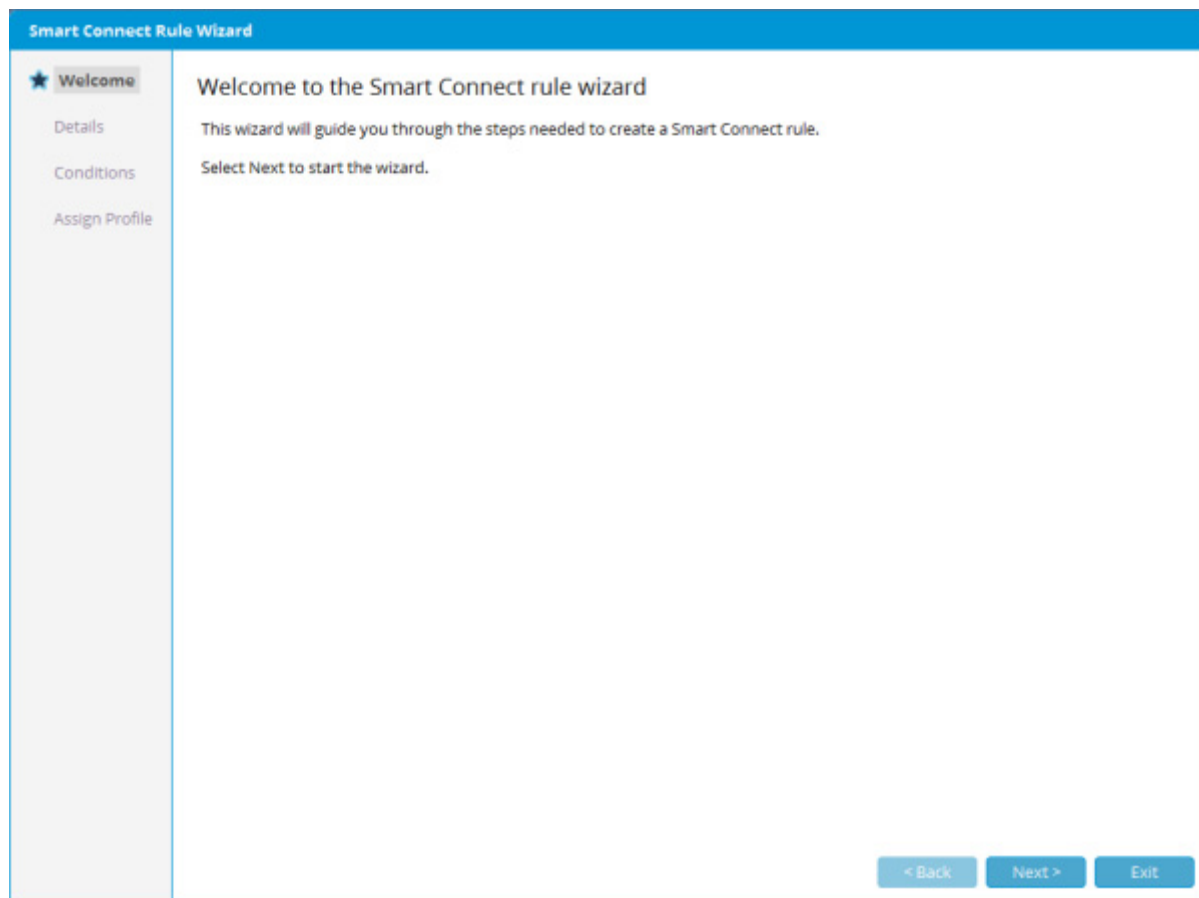 Smart Connect Rule Wizard
Welcome
Details
Conditions
Assign Profile
Welcome to the Smart Connect rule wizard
This wizard will guide you through the steps needed to create a Smart Connect rule.
Select Next to start the wizard.
< Back
Next >
Exit